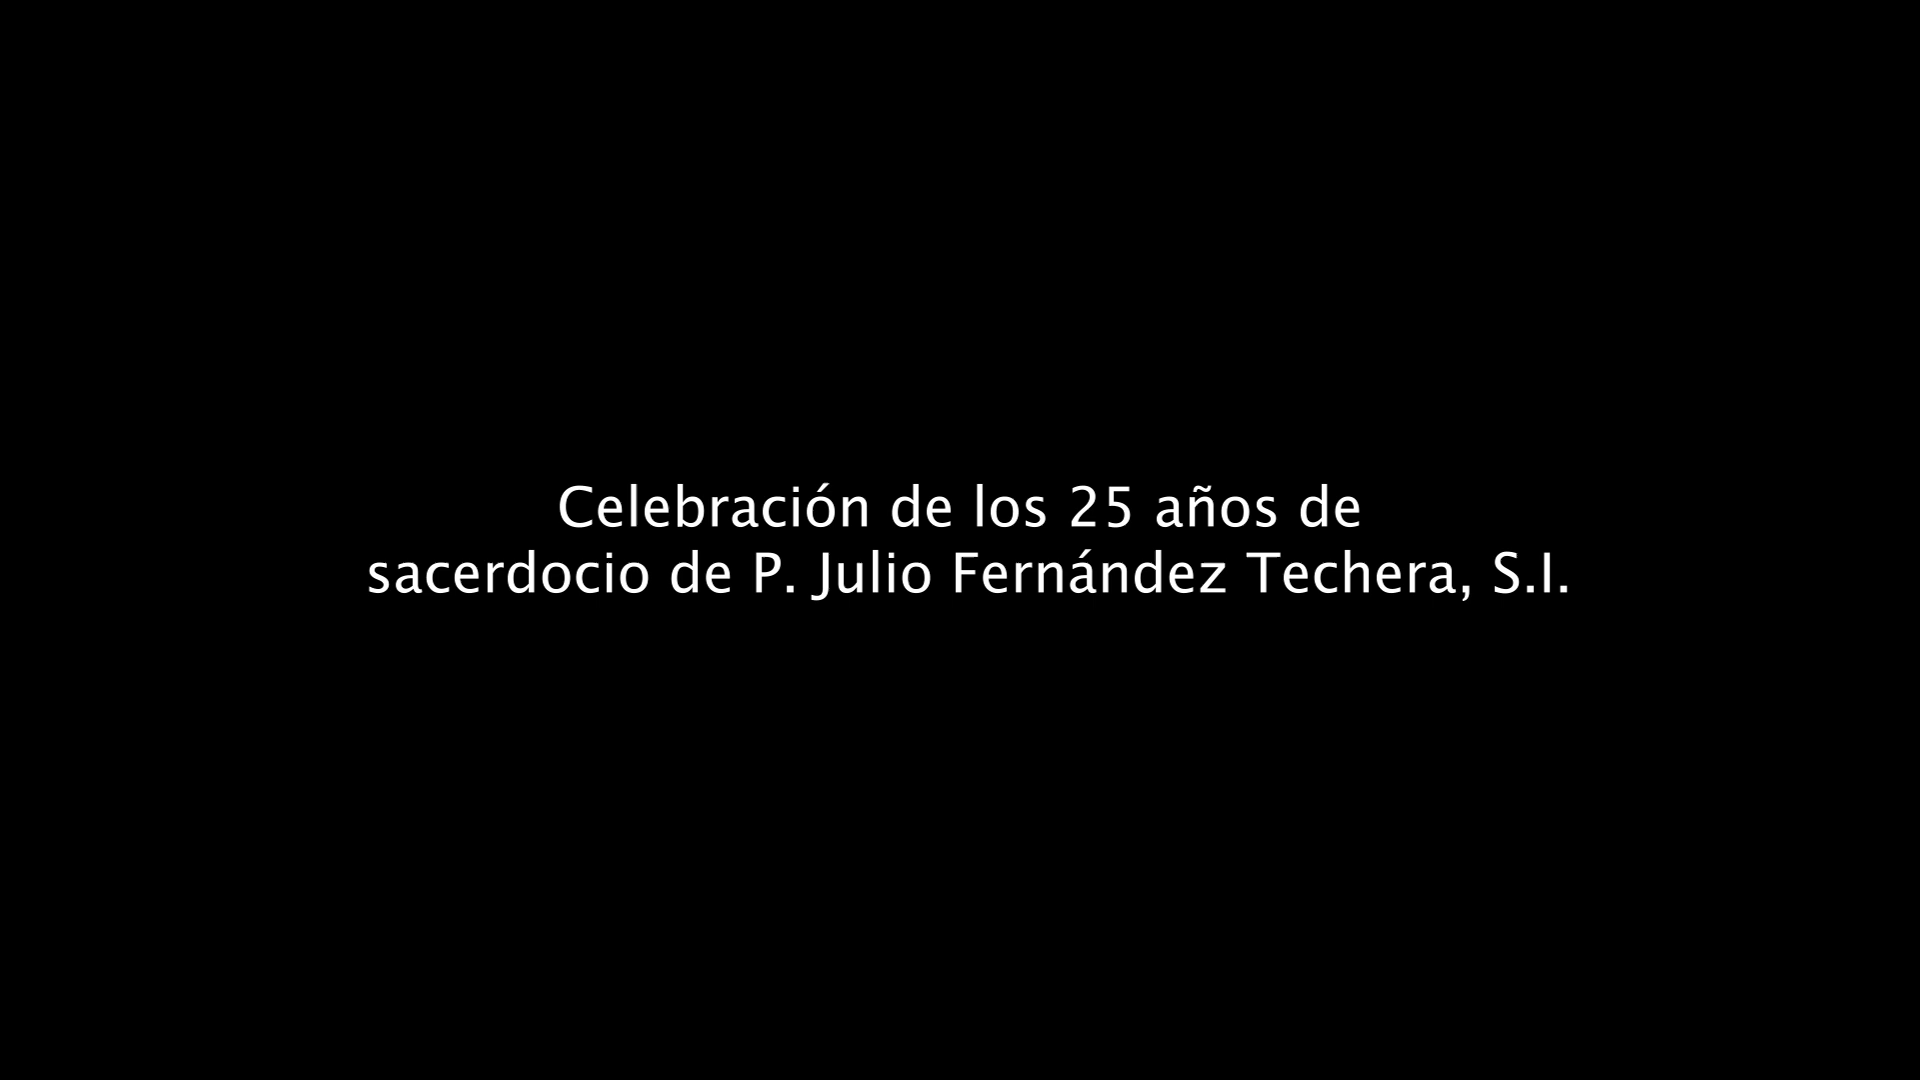 Celebración de los 25 años de
sacerdocio de P. Julio Fernández Techera, S.I.